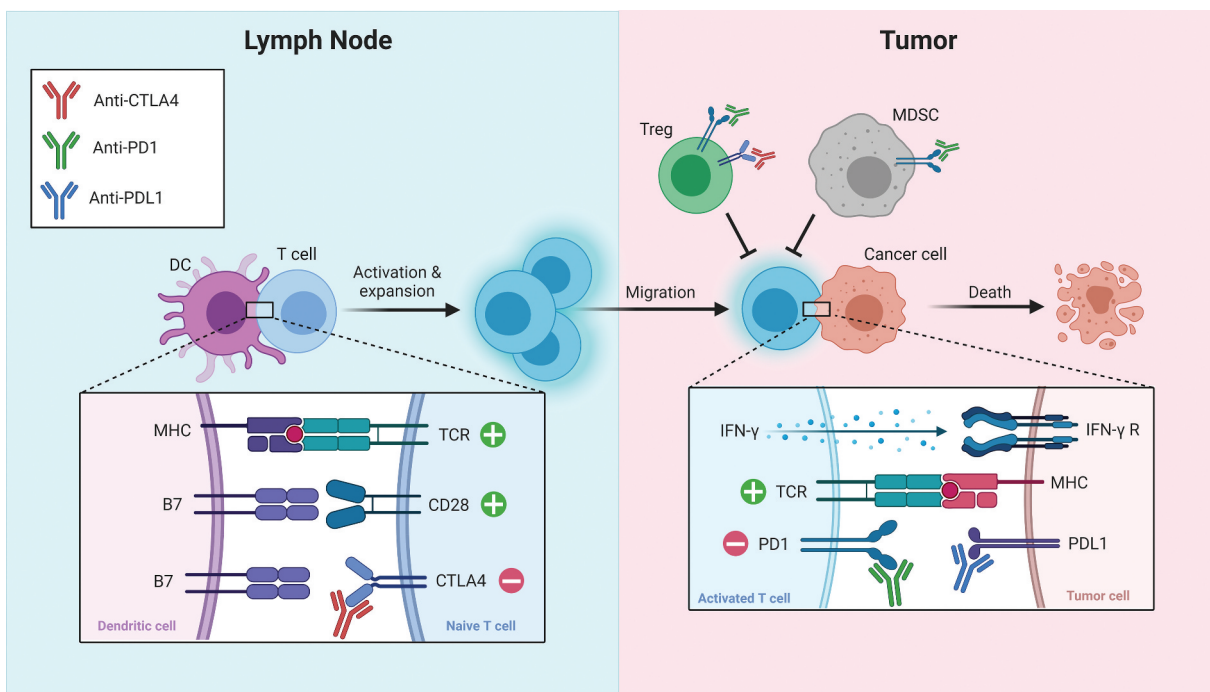 Lymph Node
Tumor
Anti-CTLA4
Anti-PD1
Anti-PDL1
Treg
MDSC
DC
T cell
Activation &
expansion
Migration
Cancer cell
Death
MHC
TCR
B7
CD28
B7
CTLA4
Dendritic cell
Naive T cell
IFN-γ
IFN-γ R
TCR
MHC
PD1
PDL1
Activated T cell
Tumor cell